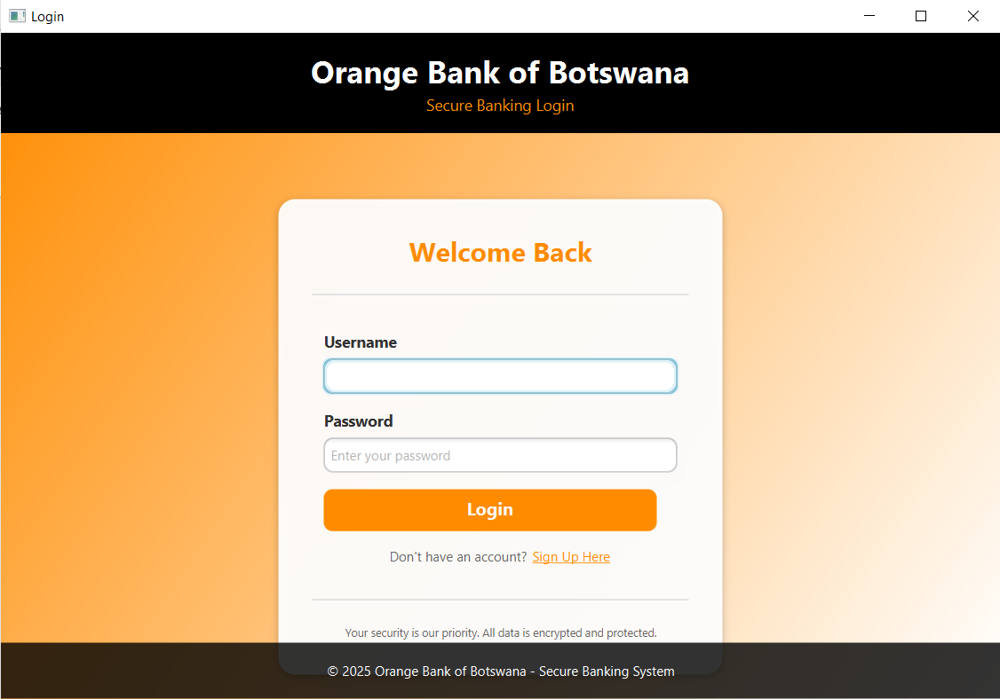 Login
Orange Bank of Botswana
Secure Banking Login
Welcome Back
Username
Password
Enter your password
Login
Don't have an account? Sign Up Here
Your security is our priority. All data is encrypted and protected.
© 2025 Orange Bank of Botswana - Secure Banking System